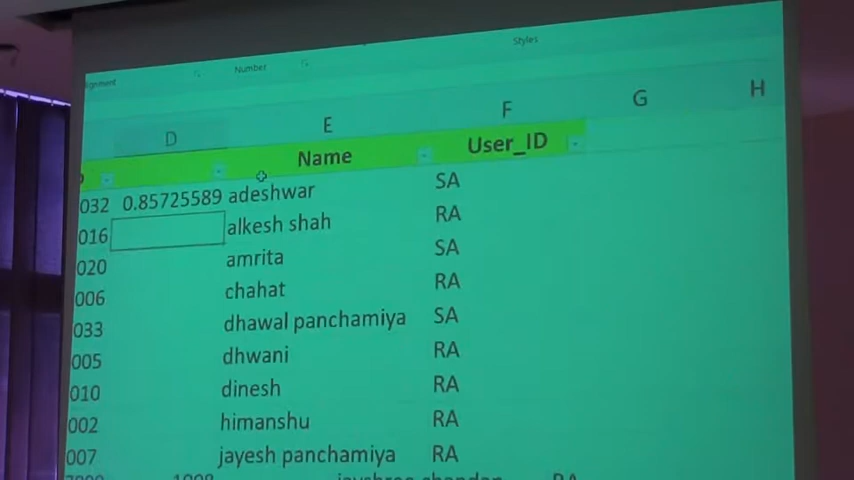 Number Styles
D E F G H
Name User_ID
032 0.85725589 adeshwar SA
016 alkesh shah RA
020 amrita SA
006 chahat RA
033 dhawal panchamiya SA
005 dhwani RA
010 dinesh RA
002 himanshu RA
007 jayesh panchamiya RA